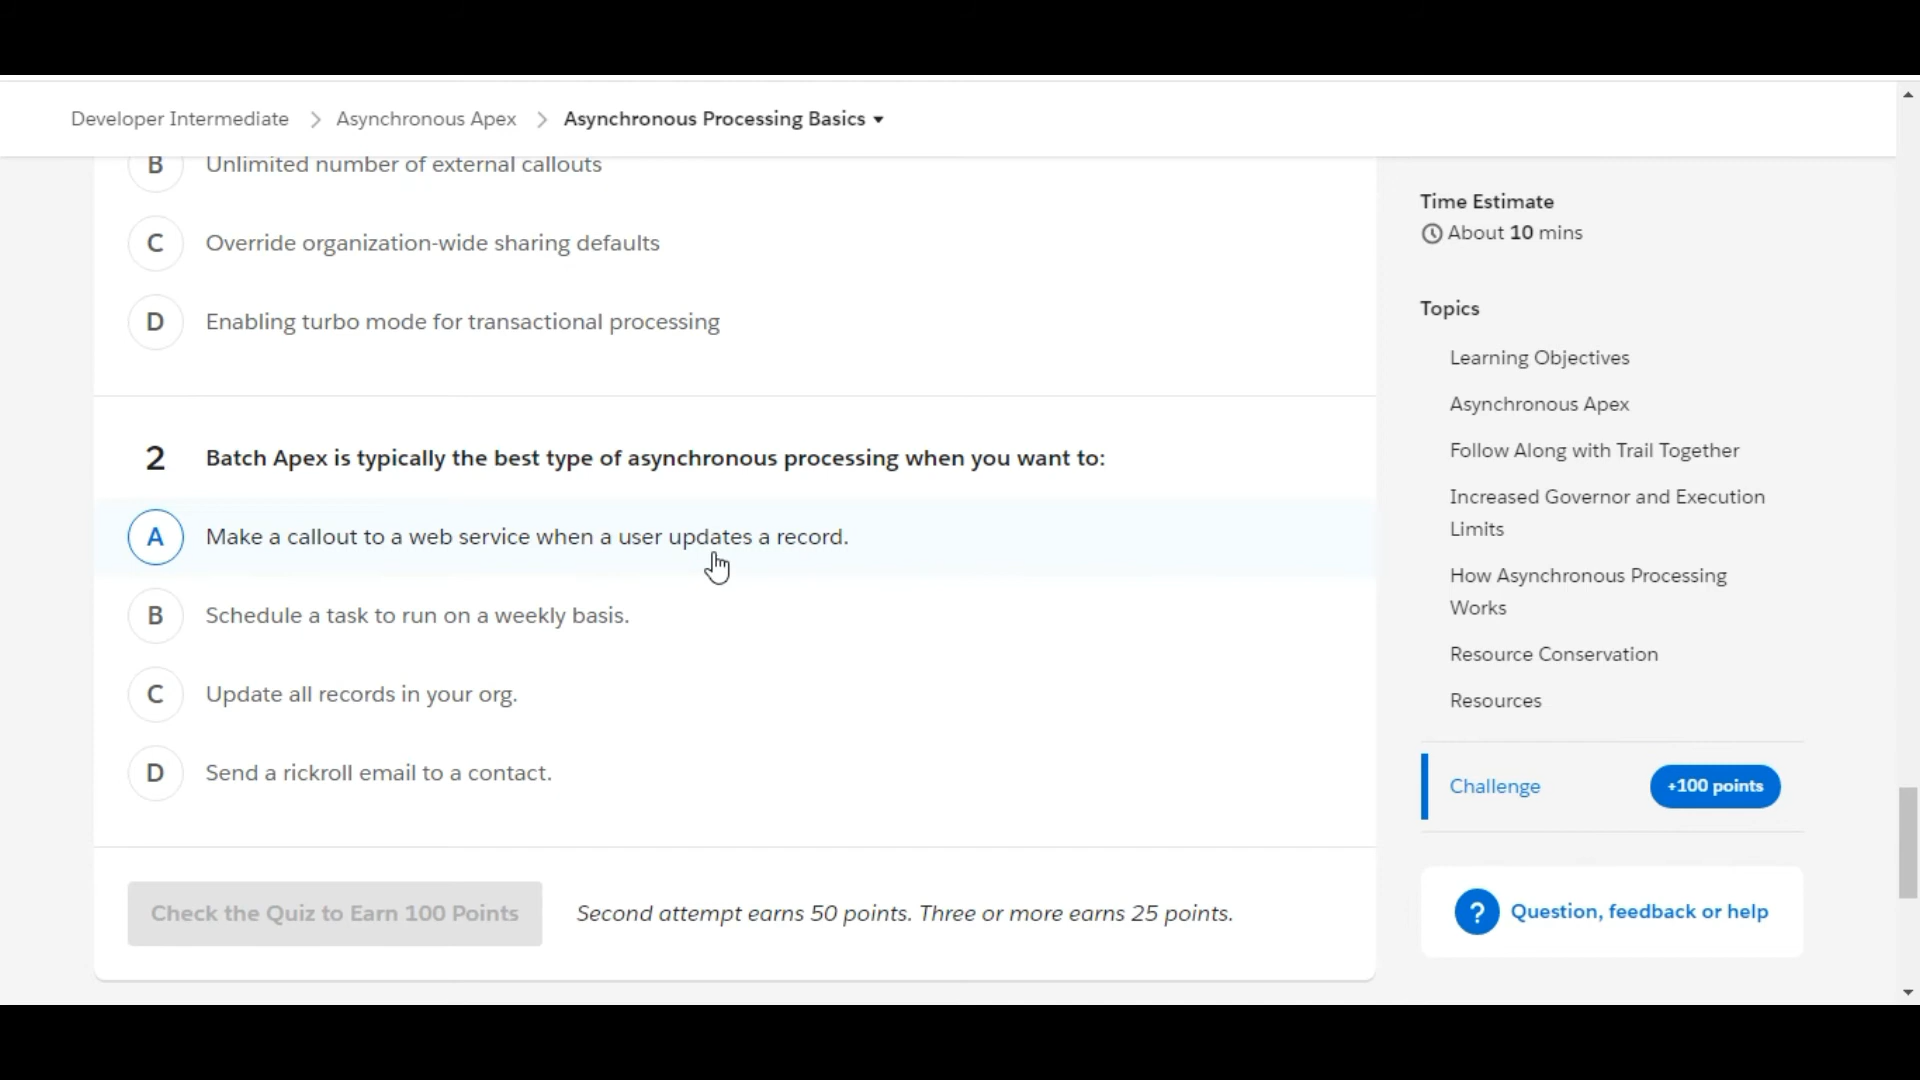 Developer Intermediate > Asynchronous Apex > Asynchronous Processing Basics ▾
B Unlimited number of external callouts
C Override organization-wide sharing defaults
D Enabling turbo mode for transactional processing
2 Batch Apex is typically the best type of asynchronous processing when you want to:
A Make a callout to a web service when a user updates a record.
B Schedule a task to run on a weekly basis.
C Update all records in your org.
D Send a rickroll email to a contact.
Check the Quiz to Earn 100 Points
Second attempt earns 50 points. Three or more earns 25 points.
Time Estimate
About 10 mins
Topics
Learning Objectives
Asynchronous Apex
Follow Along with Trail Together
Increased Governor and Execution
Limits
How Asynchronous Processing
Works
Resource Conservation
Resources
Challenge +100 points
? Question, feedback or help